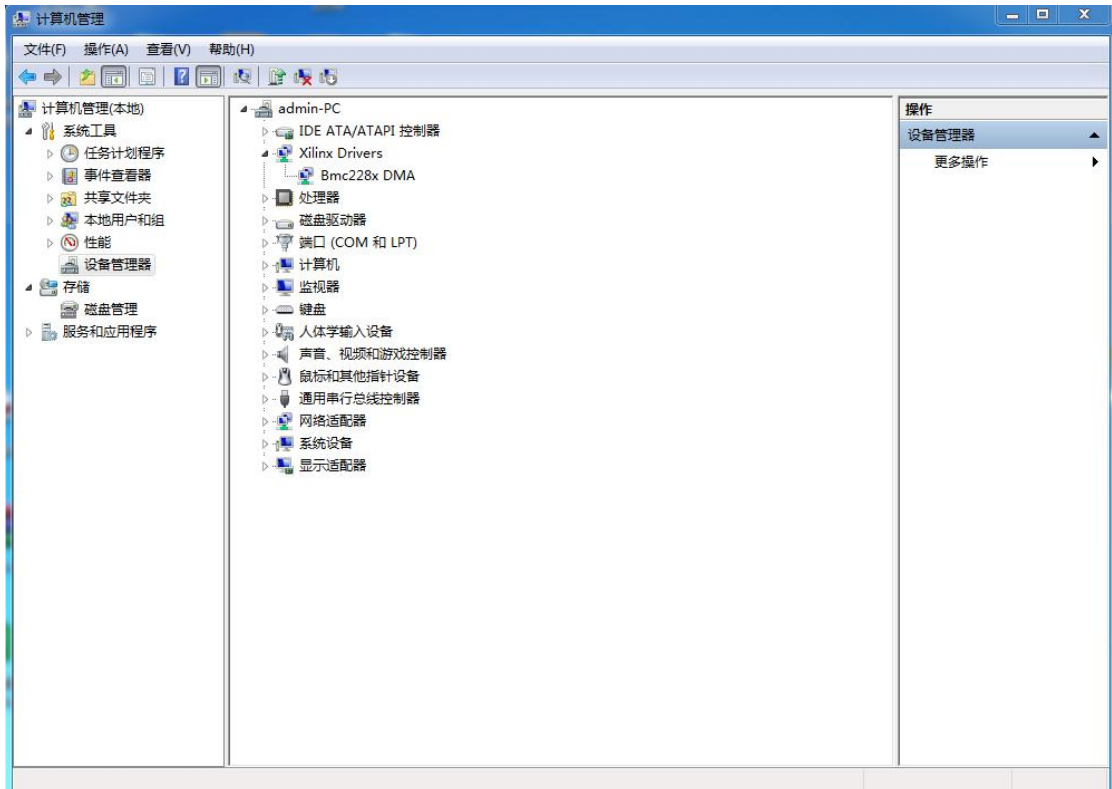 计算机管理
文件(F) 操作(A) 查看(V) 帮助(H)
计算机管理(本地)
系统工具
任务计划程序
事件查看器
共享文件夹
本地用户和组
性能
设备管理器
存储
磁盘管理
服务和应用程序
admin-PC
IDE ATA/ATAPI 控制器
Xilinx Drivers
Bmc228x DMA
处理器
磁盘驱动器
端口 (COM 和 LPT)
计算机
监视器
键盘
人体学输入设备
声音、视频和游戏控制器
鼠标和其他指针设备
通用串行总线控制器
网络适配器
系统设备
显示适配器
操作
设备管理器
更多操作